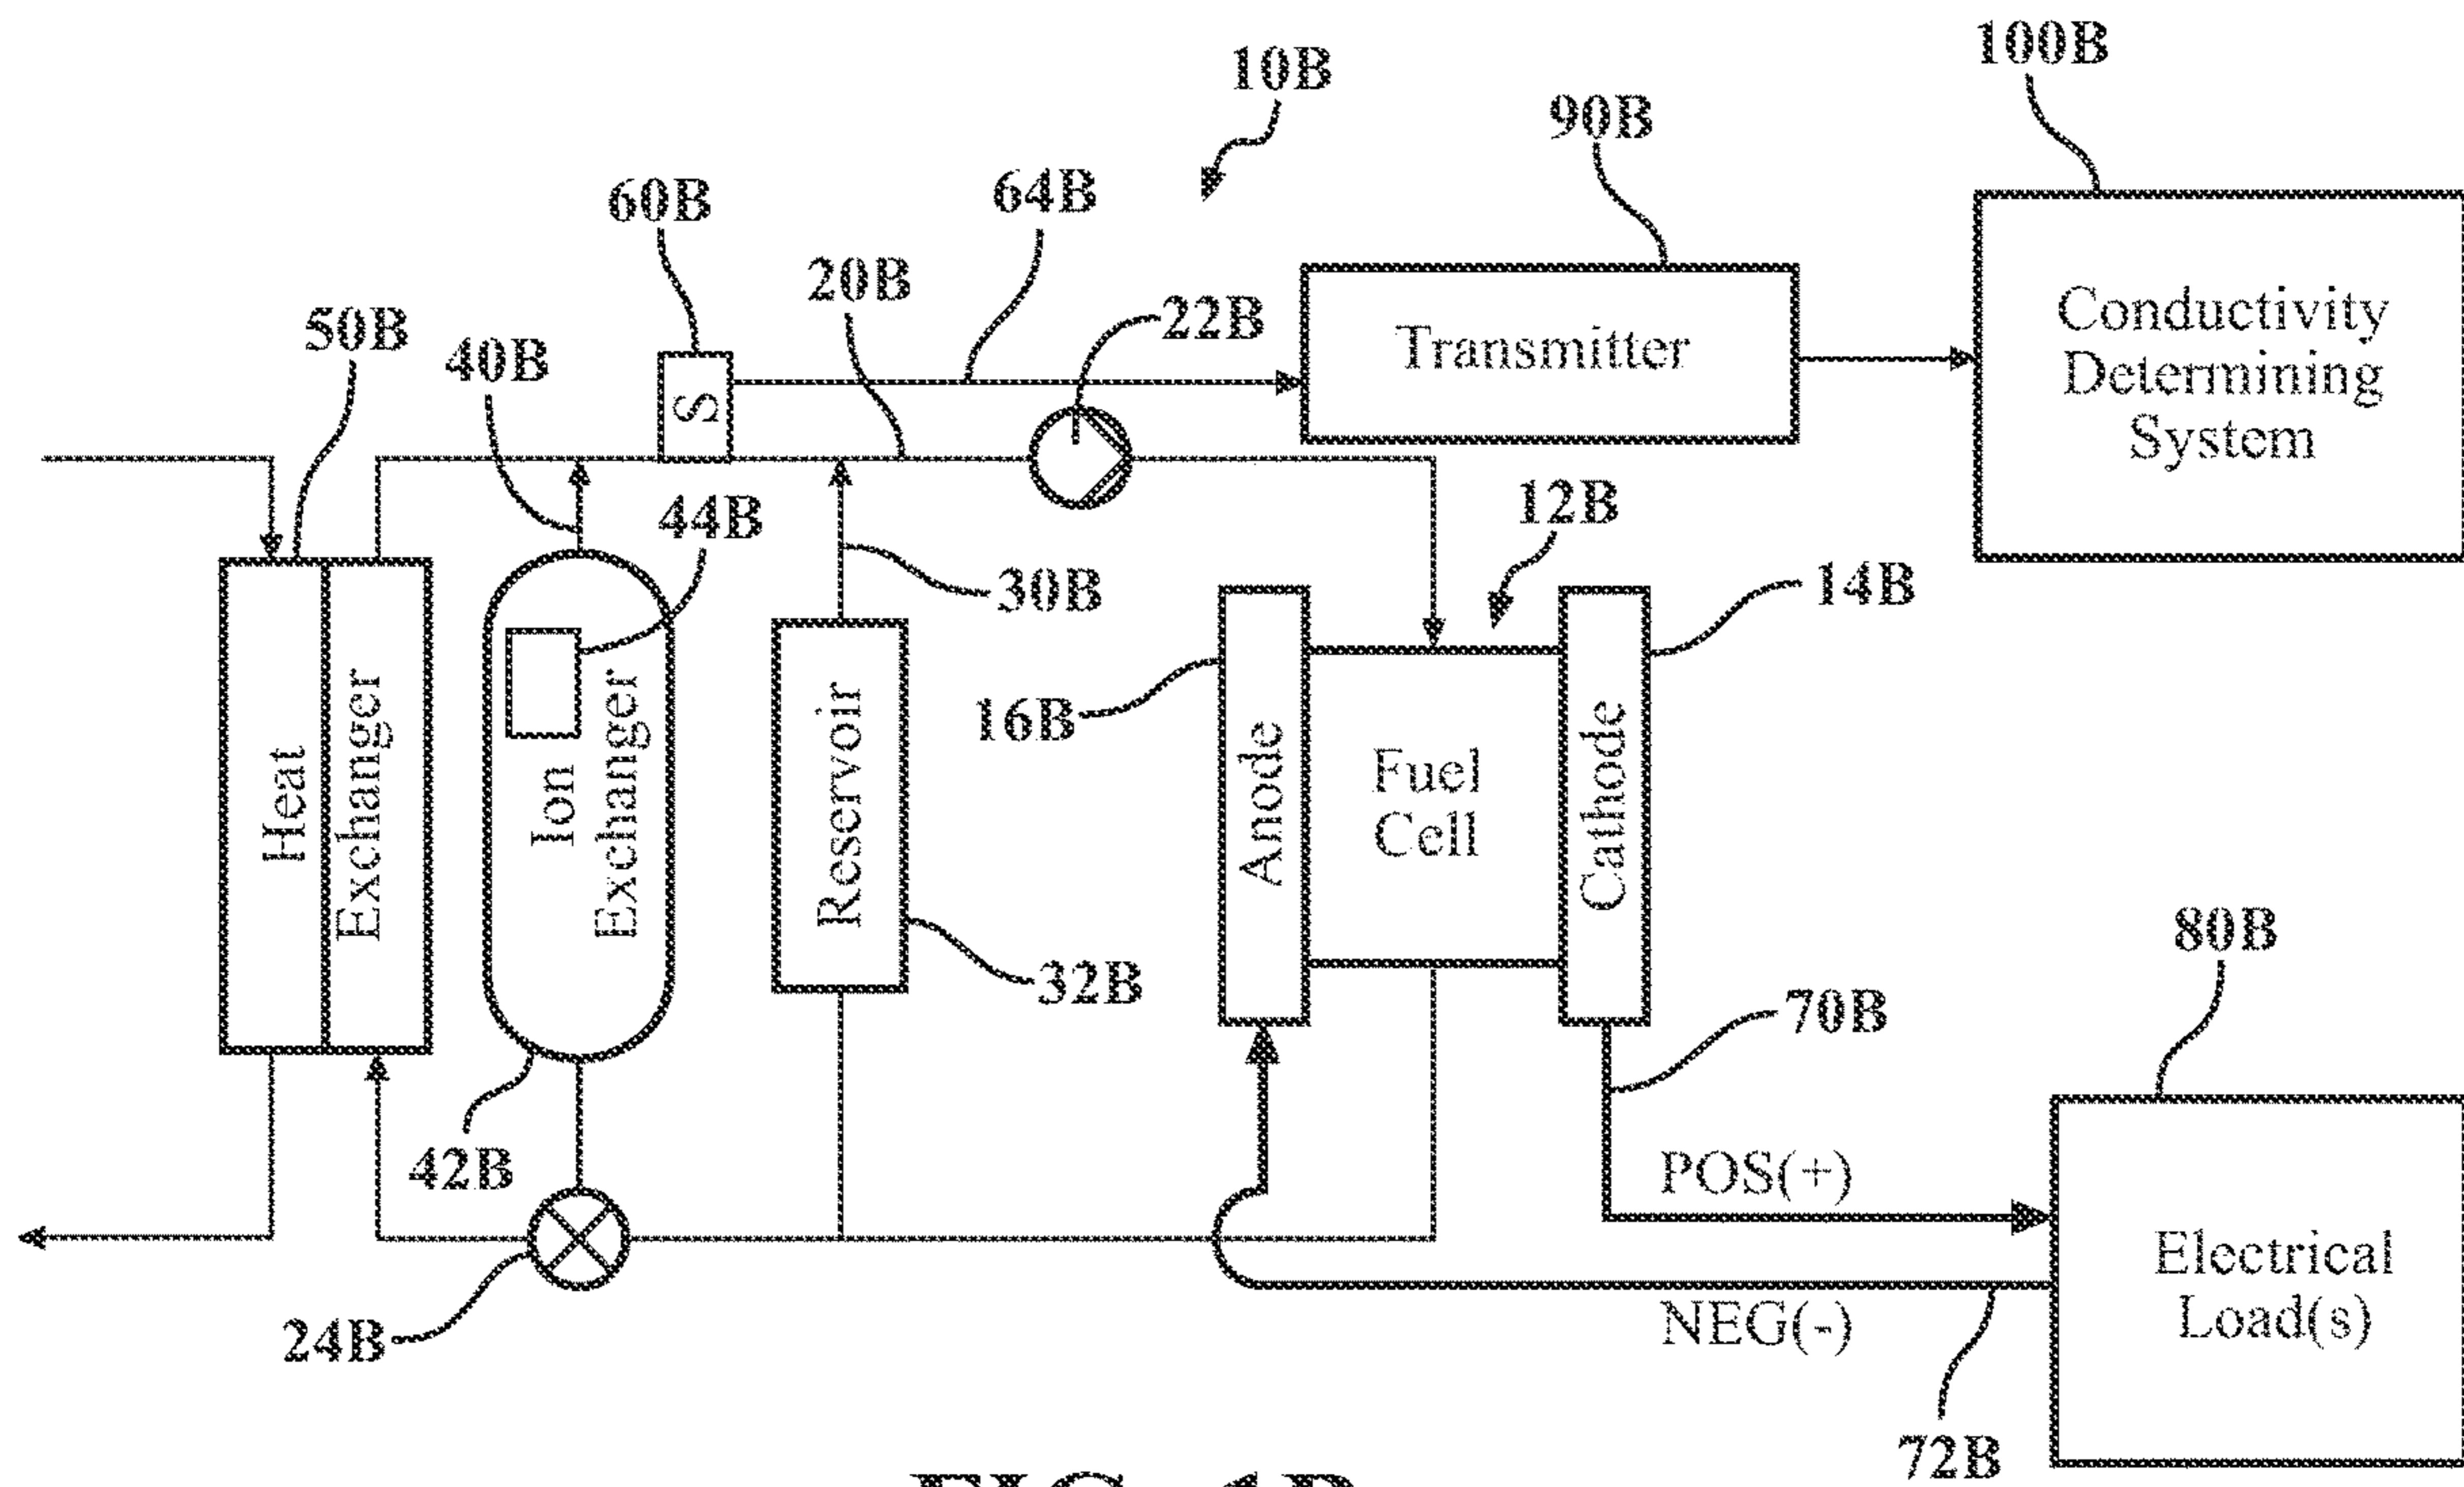 10B
100B
90B
60B
64B
20B
22B
50B
40B
Transmitter
Conductivity
Determining
System
S
44B
12B
14B
30B
16B
Heat
Exchanger
Ion
Exchanger
Reservoir
Anode
Fuel
Cell
Cathode
32B
80B
70B
42B
POS(+)
24B
NEG(-)
Electrical
Load(s)
72B